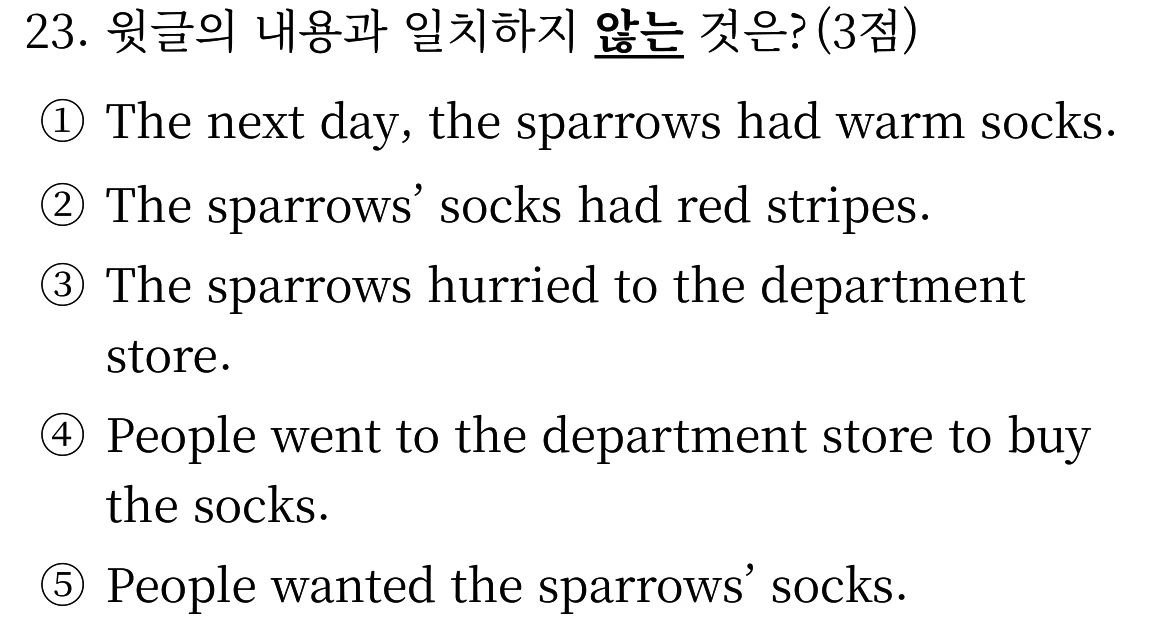 23. 윗글의 내용과 일치하지 않는 것은?(3점)
① The next day, the sparrows had warm socks.
② The sparrows’ socks had red stripes.
③ The sparrows hurried to the department
store.
④ People went to the department store to buy
the socks.
⑤ People wanted the sparrows’ socks.